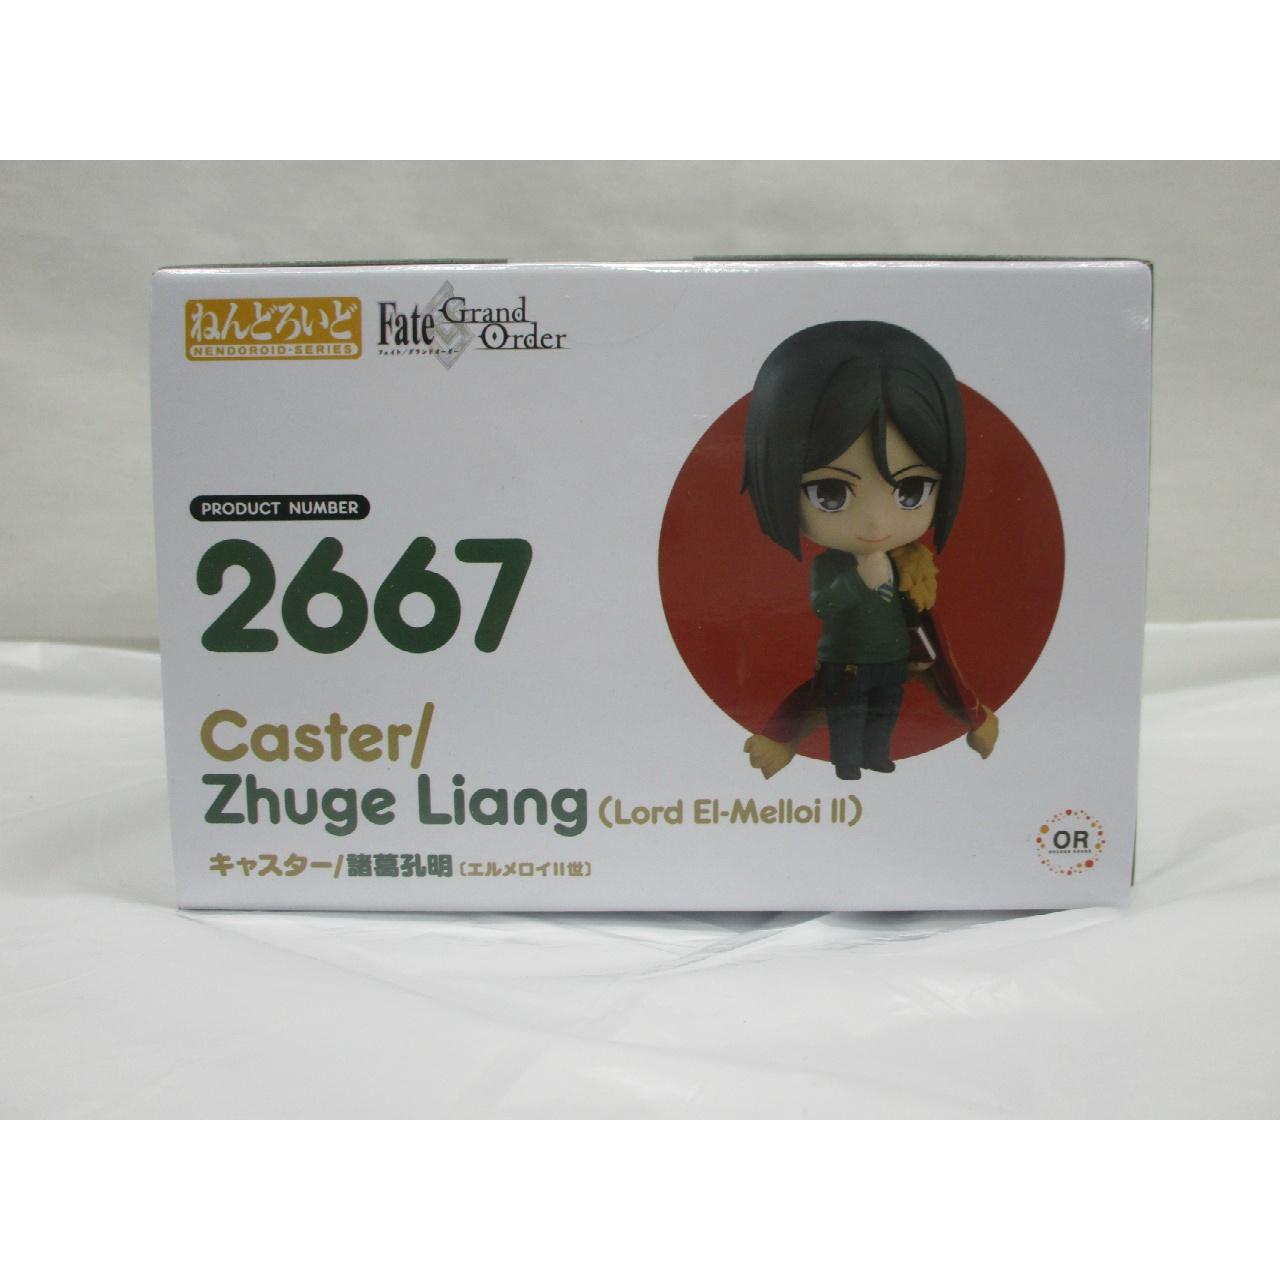 ねんどろいど
NENDOROID·SERIES
Fate Grand Order
フェイト/グランドオーダー
PRODUCT NUMBER
2667
Caster/
Zhuge Liang (Lord El-Melloi II)
キャスター/諸葛孔明〔エルメロイII世〕
OR
ORANGE ROUGE